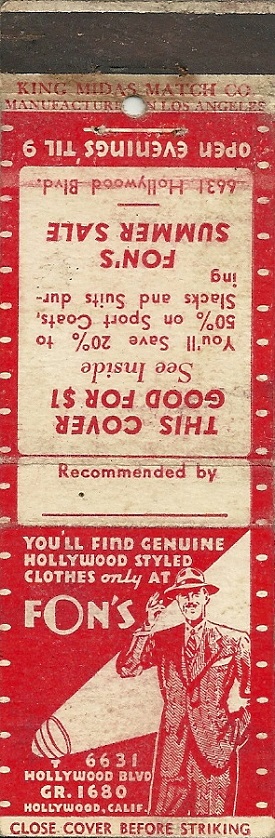 KING MIDAS MATCH CO.
MANUFACTURERS LOS ANGELES
OPEN EVENINGS 'TIL 9
THIS COVER
GOOD FOR $1
See Inside
You'll Save 20% to
50% on Sport Coats,
Slacks and Suits dur-
ing
FON'S
SUMMER SALE
6631 Hollywood Blvd.
Recommended by
YOU'LL FIND GENUINE
HOLLYWOOD STYLED
CLOTHES only AT
FON'S
6631
HOLLYWOOD BLVD
GR. 1680
HOLLYWOOD, CALIF.
CLOSE COVER BEFORE STRIKING